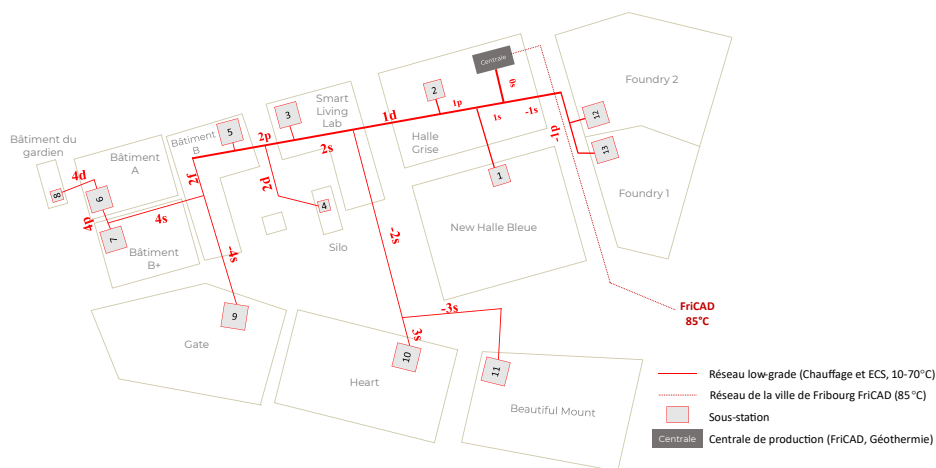 Centrale
0s
Foundry 2
2
1p
1s
-1s
12
-1p
13
Foundry 1
Halle
Grise
1d
Smart
Living
Lab
3
2p
2s
5
Bâtiment
B
2f
2d
4
Silo
1
New Halle Bleue
Bâtiment du
gardien
8
4d
Bâtiment
A
6
4p
7
4s
Bâtiment
B+
-4s
9
Gate
-2s
-3s
3s
10
Heart
11
Beautiful Mount
FriCAD
85°C
Réseau low-grade (Chauffage et ECS, 10-70°C)
Réseau de la ville de Fribourg FriCAD (85 °C)
Sous-station
Centrale Centrale de production (FriCAD, Géothermie)